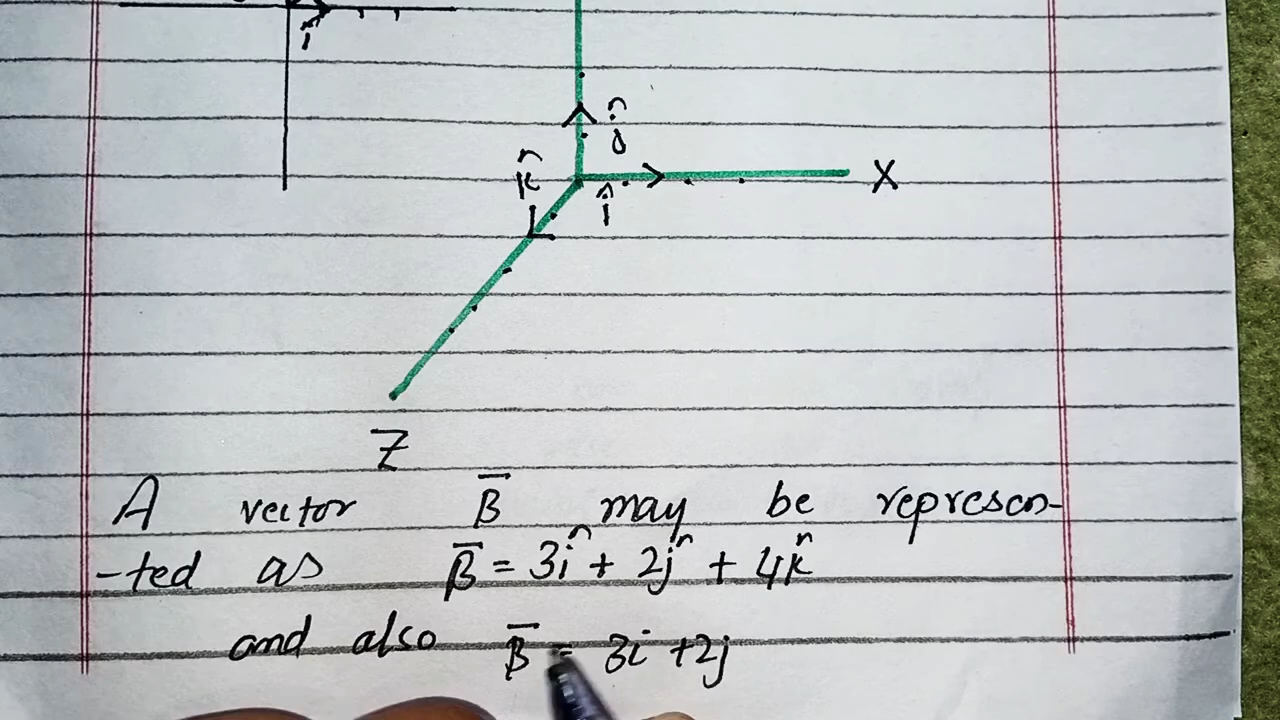 î
ĵ
k̂
î
X
Z
A vector B̅ may be represen-
-ted as B̅ = 3î + 2ĵ + 4k̂
and also B̅ = 3i + 2j